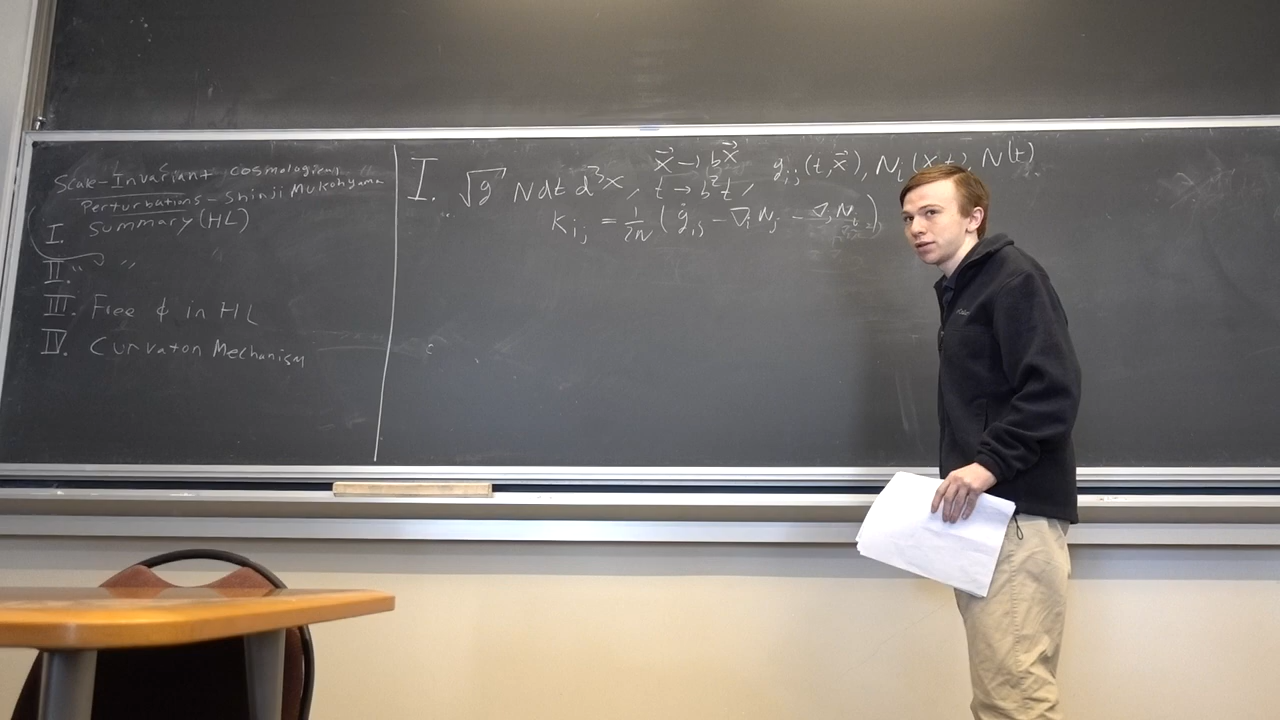 Scale-Invariant Cosmological
Perturbations - Shinji Mukohyama
I. Summary (HL)
II. " "
III. Free ϕ in HL
IV. Curvaton Mechanism
I. √g N dt d³x, x⃗ → bx⃗
t → b²t, g_ij(t, x⃗), N_i(x, t), N(t)
K_ij = 1/2N (ġ_ij - ∇_i N_j - ∇_j N_i)